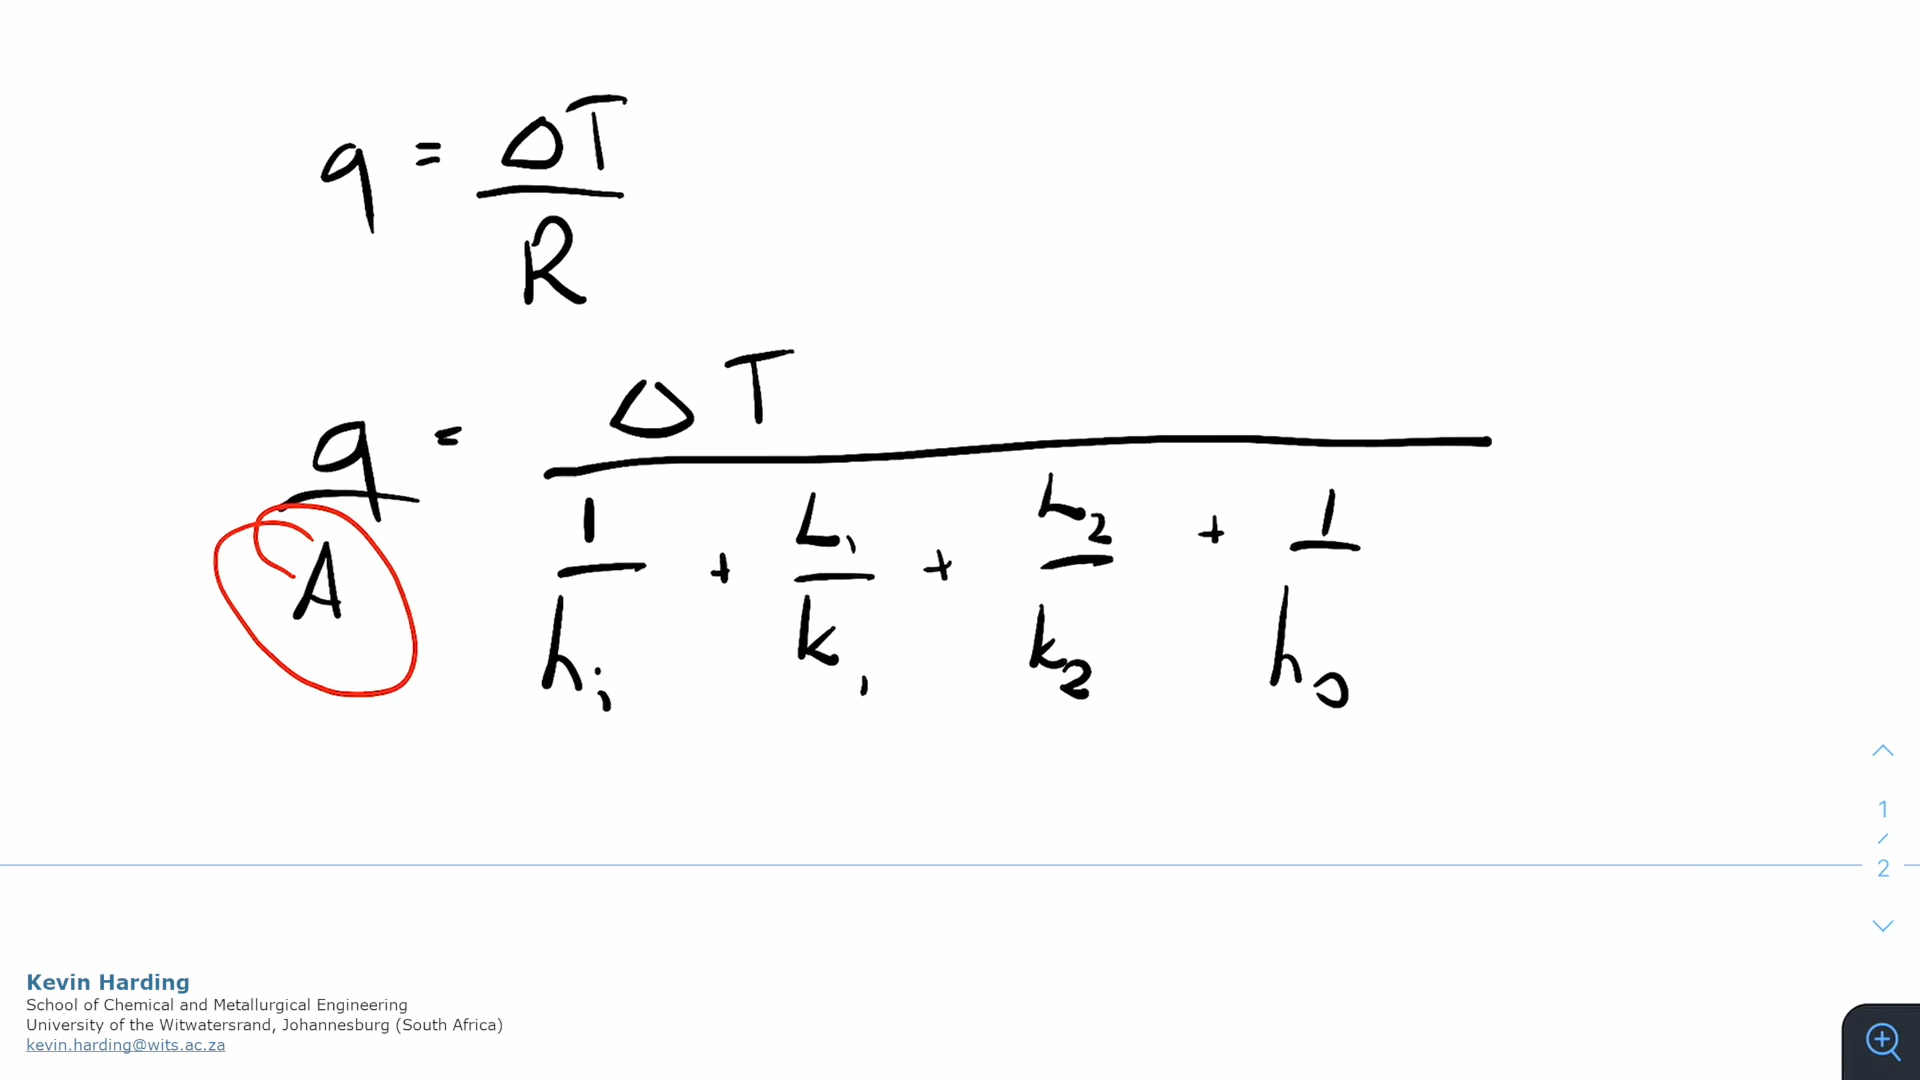 q = ΔT / R
q / A = ΔT / (1/hᵢ + L₁/k₁ + L₂/k₂ + 1/h₀)
1
/
2
Kevin Harding
School of Chemical and Metallurgical Engineering
University of the Witwatersrand, Johannesburg (South Africa)
kevin.harding@wits.ac.za